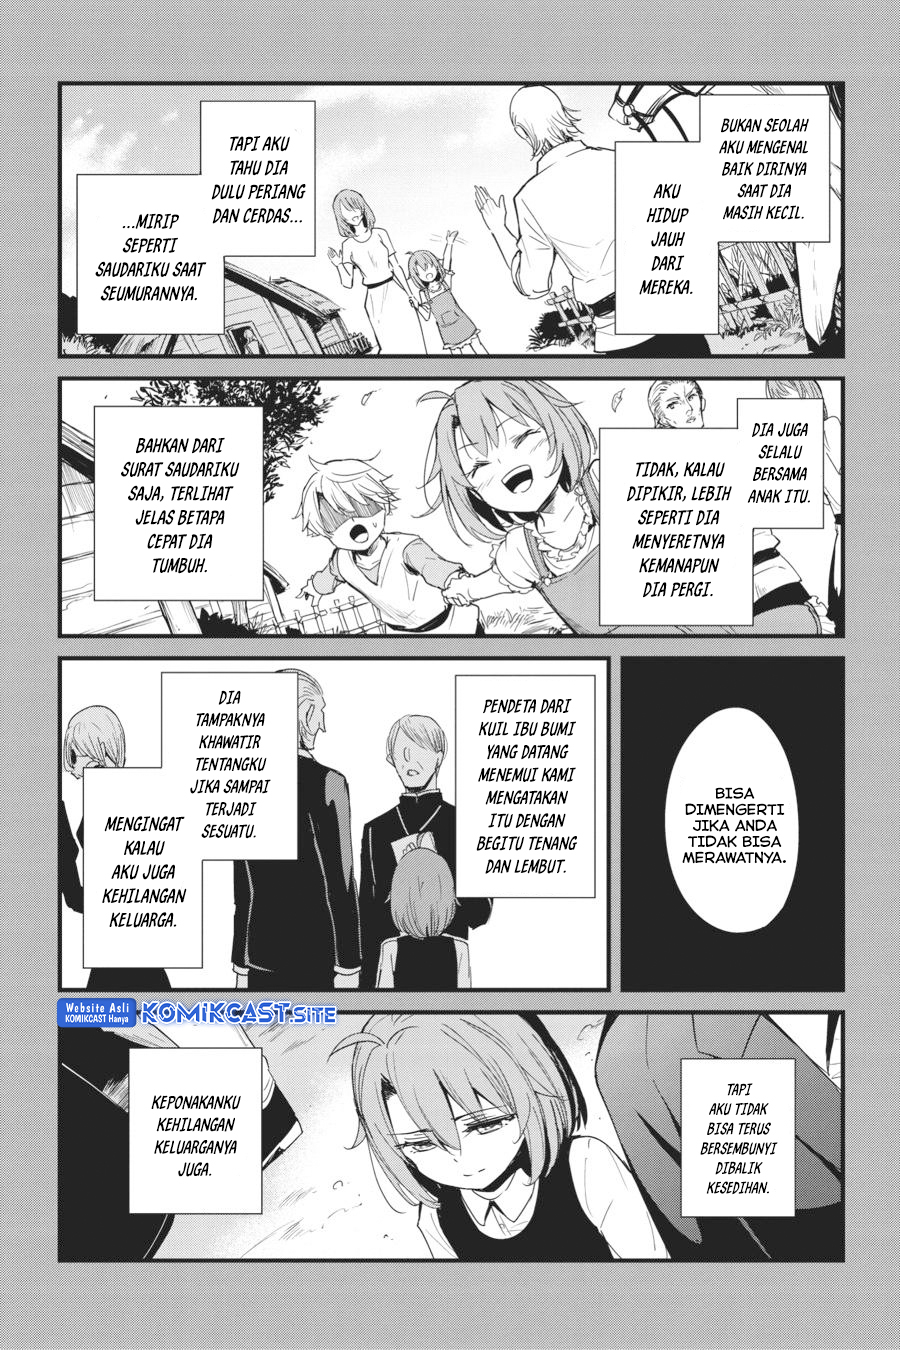 BUKAN SEOLAH
AKU MENGENAL
BAIK DIRINYA
SAAT DIA
MASIH KECIL.
AKU
HIDUP
JAUH
DARI
MEREKA.
TAPI AKU
TAHU DIA
DULU PERIANG
DAN CERDAS...
...MIRIP
SEPERTI
SAUDARIKU SAAT
SEUMURANNYA.
DIA JUGA
SELALU
BERSAMA
ANAK ITU.
TIDAK, KALAU
DIPIKIR, LEBIH
SEPERTI DIA
MENYERETNYA
KEMANAPUN
DIA PERGI.
BAHKAN DARI
SURAT SAUDARIKU
SAJA, TERLIHAT
JELAS BETAPA
CEPAT DIA
TUMBUH.
BISA
DIMENGERTI
JIKA ANDA
TIDAK BISA
MERAWATNYA.
PENDETA DARI
KUIL IBU BUMI
YANG DATANG
MENEMUI KAMI
MENGATAKAN
ITU DENGAN
BEGITU TENANG
DAN LEMBUT.
DIA
TAMPAKNYA
KHAWATIR
TENTANGKU
JIKA SAMPAI
TERJADI
SESUATU.
MENGINGAT
KALAU
AKU JUGA
KEHILANGAN
KELUARGA.
Website Asli
KOMIKCAST Hanya
KOMIKCAST.SITE
TAPI
AKU TIDAK
BISA TERUS
BERSEMBUNYI
DIBALIK
KESEDIHAN.
KEPONAKANKU
KEHILANGAN
KELUARGANYA
JUGA.